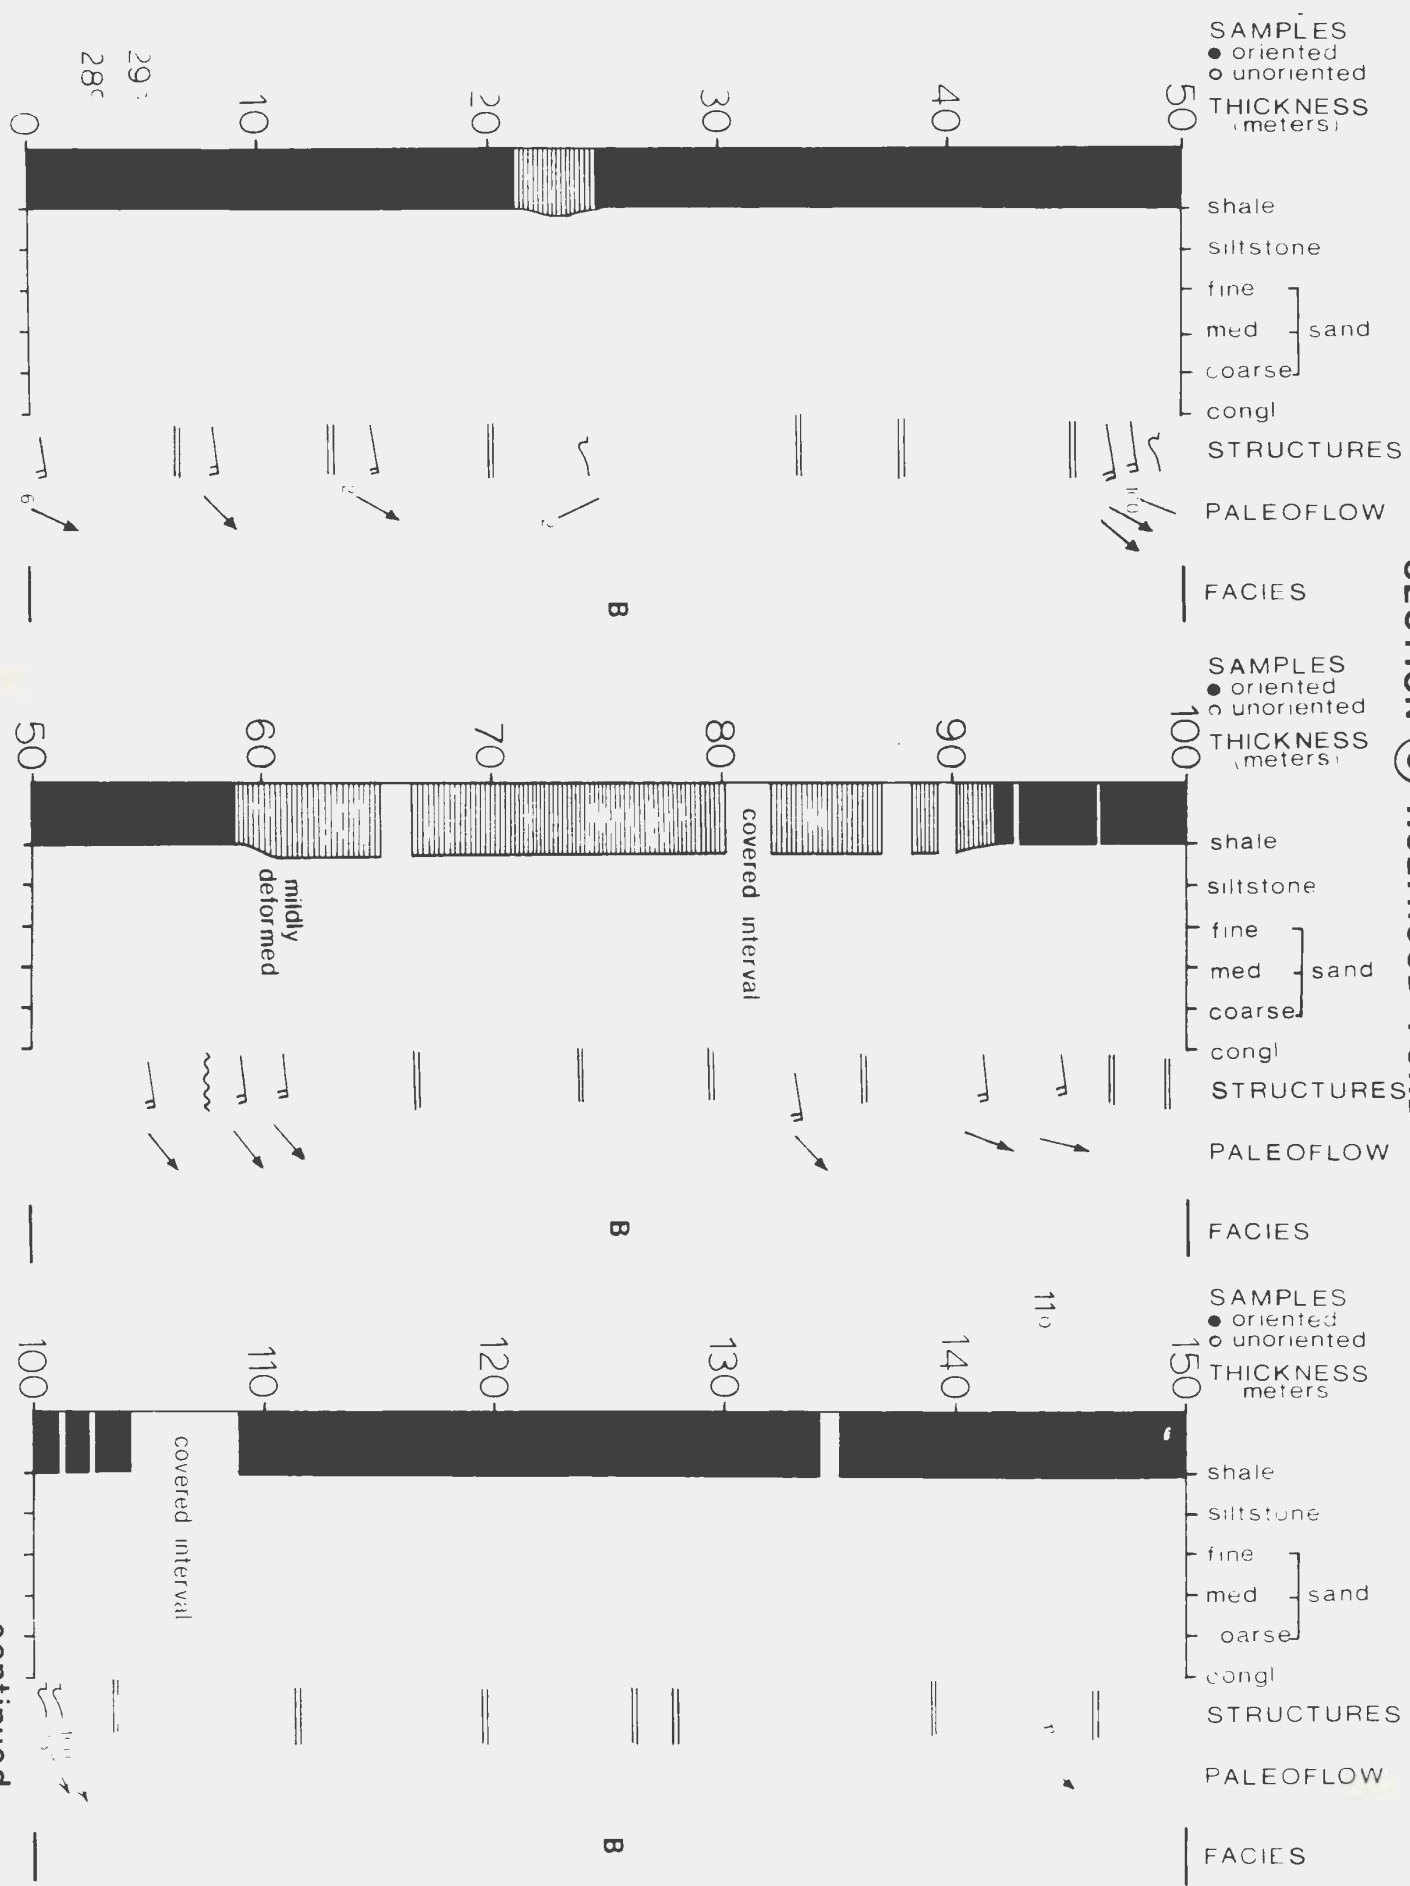 SAMPLES
● oriented
○ unoriented
THICKNESS
(meters)
0
10
20
30
40
50
shale
siltstone
fine
med
coarse
sand
congl
STRUCTURES
PALEOFLOW
FACIES
B
SAMPLES
● oriented
○ unoriented
THICKNESS
(meters)
50
60
70
80
90
100
mildly
deformed
covered interval
shale
siltstone
fine
med
coarse
sand
congl
STRUCTURES
PALEOFLOW
FACIES
B
SAMPLES
● oriented
○ unoriented
THICKNESS
meters
11○
100
110
120
130
140
150
covered interval
shale
siltstone
fine
med
oarse
sand
congl
STRUCTURES
PALEOFLOW
FACIES
B
continued